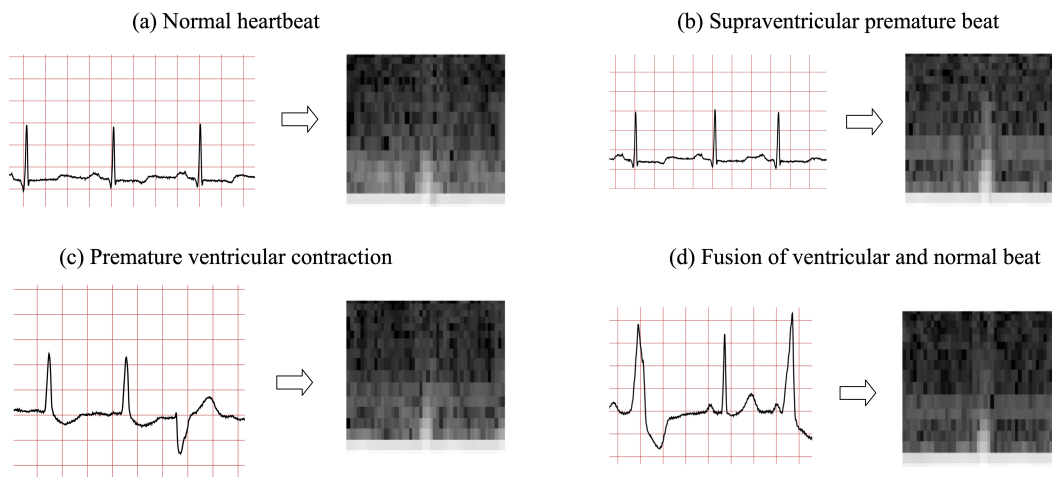 (a) Normal heartbeat
(b) Supraventricular premature beat
(c) Premature ventricular contraction
(d) Fusion of ventricular and normal beat